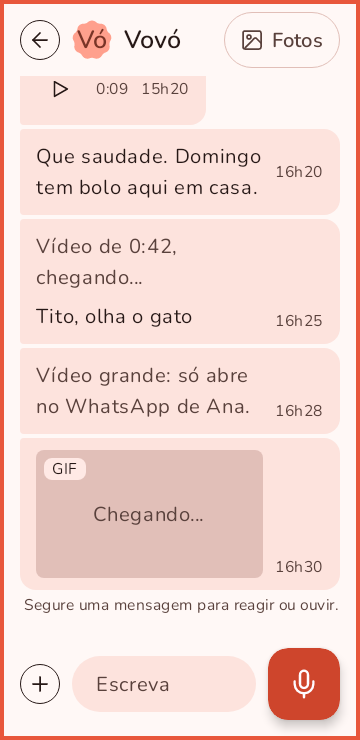 Vó Vovó Fotos
0:09 15h20
Que saudade. Domingo
tem bolo aqui em casa. 16h20
Vídeo de 0:42,
chegando...
Tito, olha o gato 16h25
Vídeo grande: só abre
no WhatsApp de Ana. 16h28
GIF
Chegando...
16h30
Segure uma mensagem para reagir ou ouvir.
Escreva